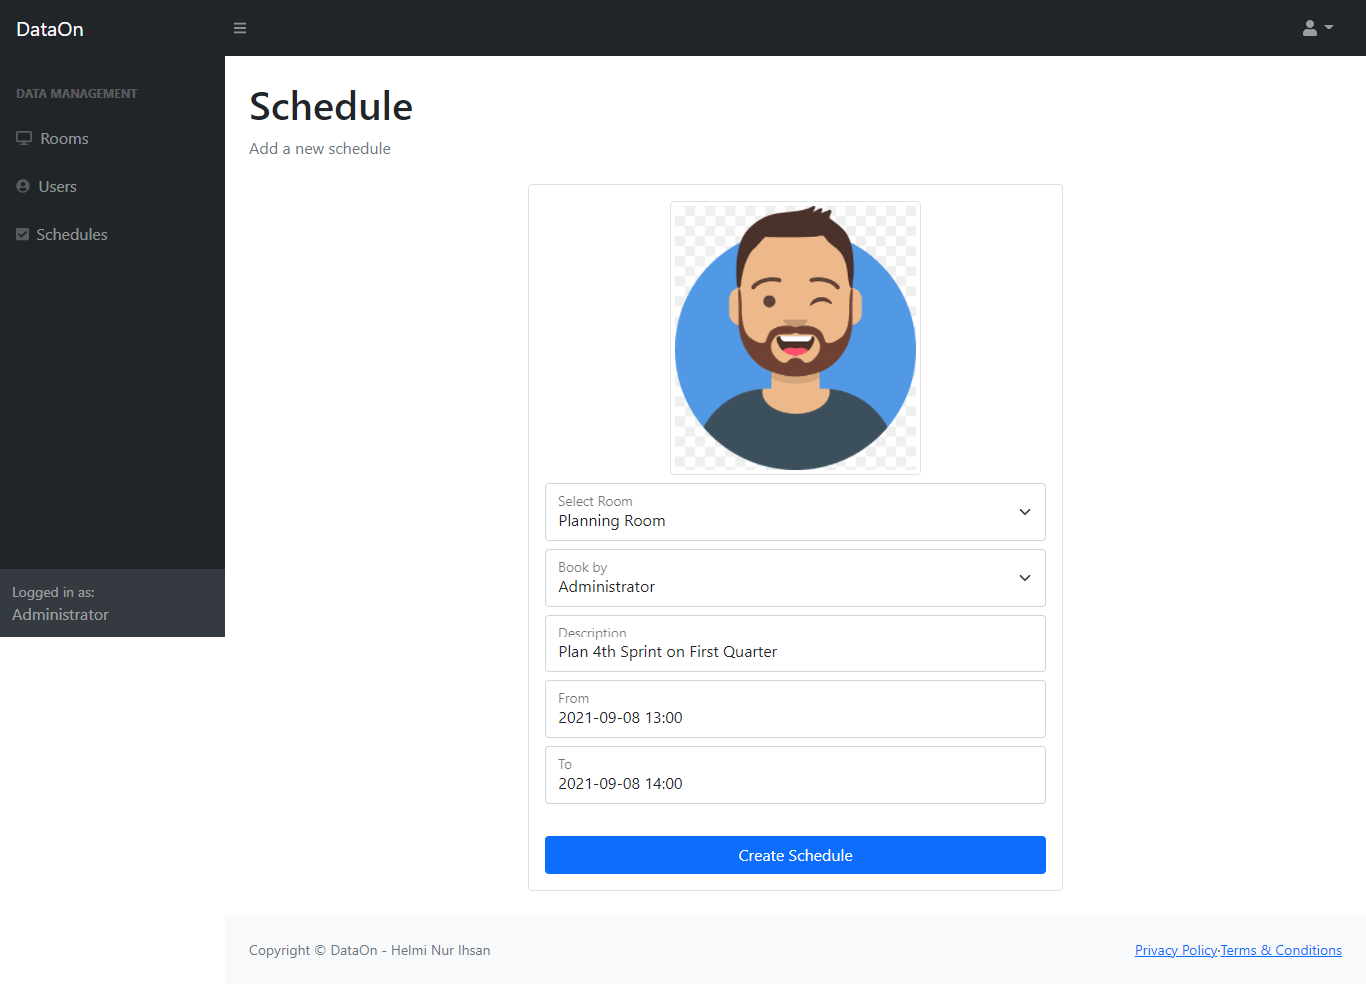 DataOn
DATA MANAGEMENT
Rooms
Users
Schedules
Logged in as:
Administrator
Schedule
Add a new schedule
Select Room
Planning Room
Book by
Administrator
Description
Plan 4th Sprint on First Quarter
From
2021-09-08 13:00
To
2021-09-08 14:00
Create Schedule
Copyright © DataOn - Helmi Nur Ihsan
Privacy Policy·Terms & Conditions